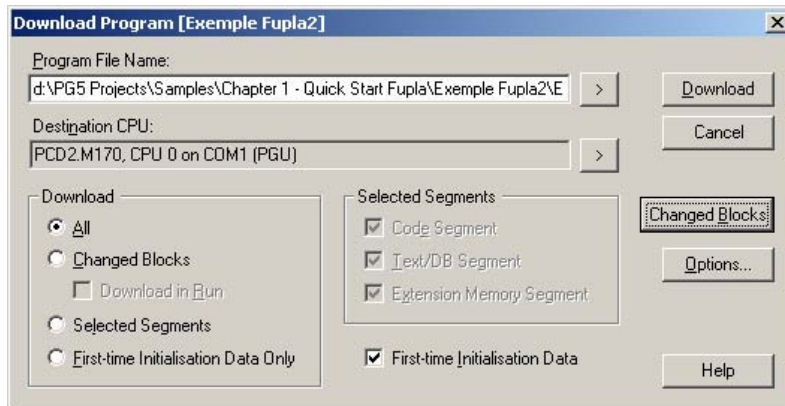 Download Program [Exemple Fupla2]
Program File Name:
d:\PG5 Projects\Samples\Chapter 1 - Quick Start Fupla\Exemple Fupla2\E
>
Download
Destination CPU:
Cancel
PCD2.M170, CPU 0 on COM1 (PGU)
>
Download
All
Changed Blocks
Download in Run
Selected Segments
First-time Initialisation Data Only
Selected Segments
Code Segment
Text/DB Segment
Extension Memory Segment
First-time Initialisation Data
Changed Blocks
Options...
Help